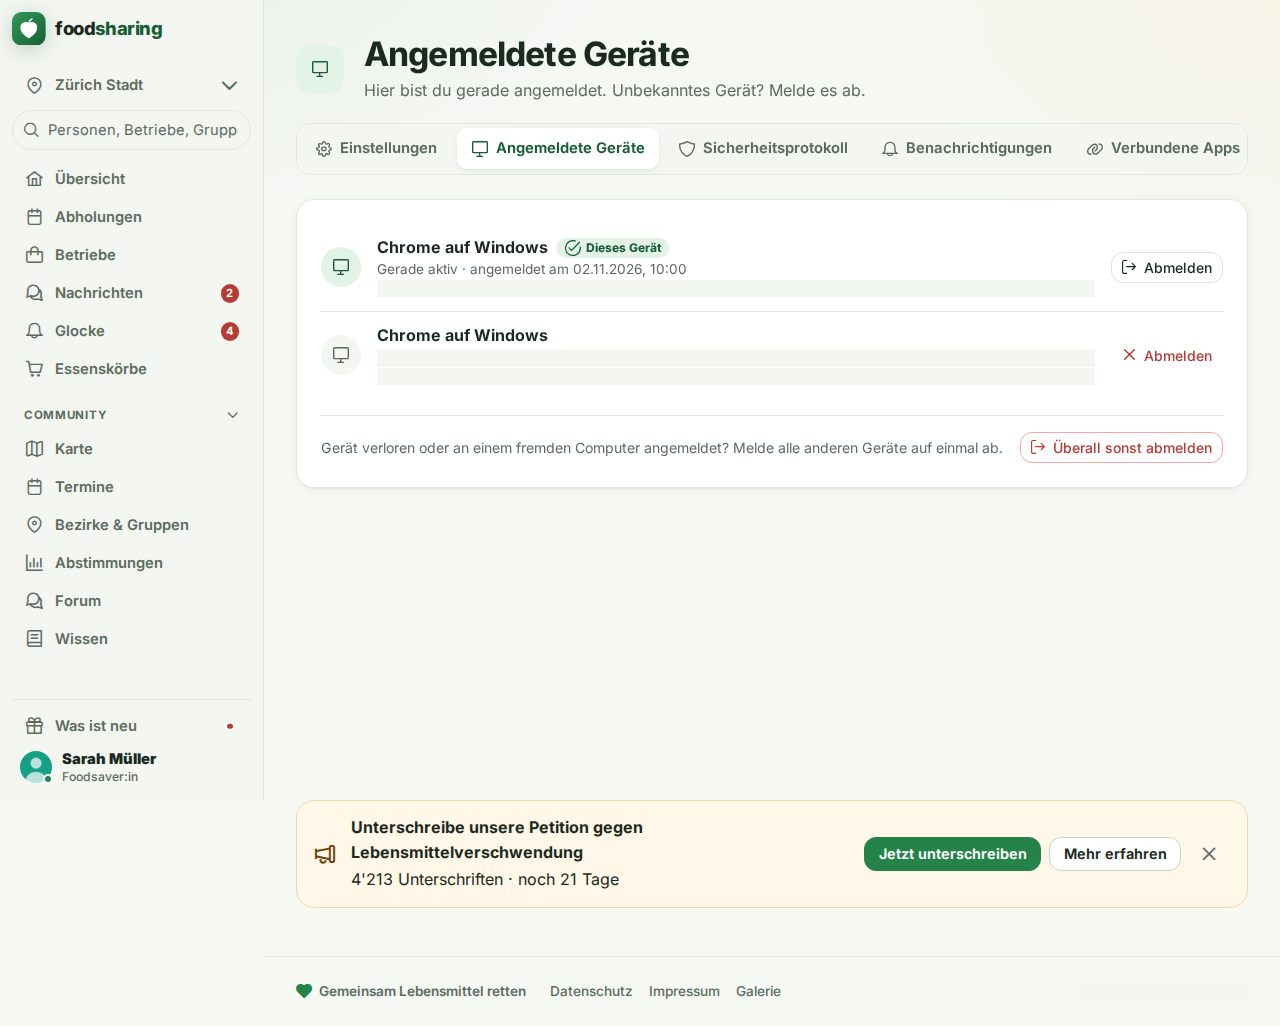 foodsharing
Zürich Stadt
Personen, Betriebe, Grupp
Übersicht
Abholungen
Betriebe
Nachrichten 2
Glocke 4
Essenskörbe
COMMUNITY
Karte
Termine
Bezirke & Gruppen
Abstimmungen
Forum
Wissen
Was ist neu
Sarah Müller
Foodsaver:in
Angemeldete Geräte
Hier bist du gerade angemeldet. Unbekanntes Gerät? Melde es ab.
Einstellungen Angemeldete Geräte Sicherheitsprotokoll Benachrichtigungen Verbundene Apps
Chrome auf Windows Dieses Gerät
Gerade aktiv · angemeldet am 02.11.2026, 10:00
Abmelden
Chrome auf Windows
Abmelden
Gerät verloren oder an einem fremden Computer angemeldet? Melde alle anderen Geräte auf einmal ab.
Überall sonst abmelden
Unterschreibe unsere Petition gegen
Lebensmittelverschwendung
4'213 Unterschriften · noch 21 Tage
Jetzt unterschreiben Mehr erfahren
Gemeinsam Lebensmittel retten Datenschutz Impressum Galerie